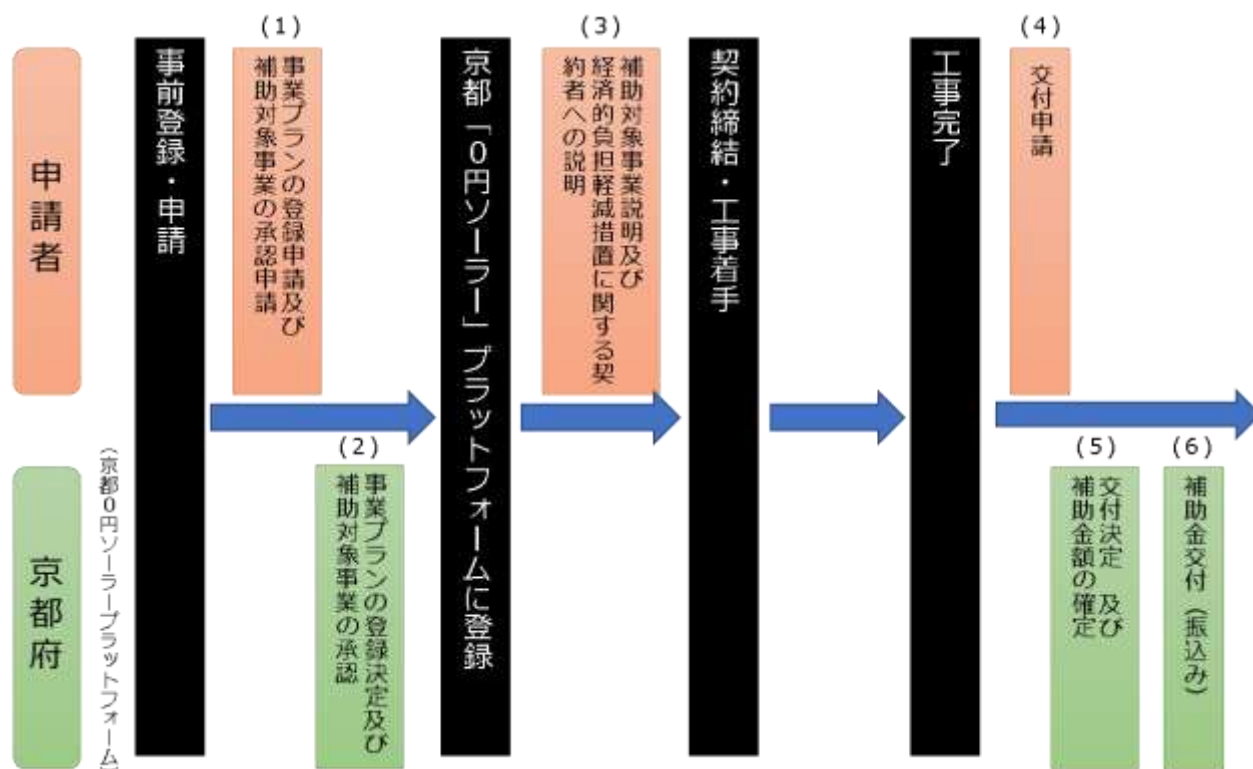 申請者
京都府
(京都0円ソーラープラットフォーム)
事前登録・申請
(1)
事業プランの登録申請及び
補助対象事業の承認申請
(2)
事業プランの登録決定及び
補助対象事業の承認
京都「0円ソーラー」プラットフォームに登録
(3)
補助対象事業説明及び
経済的負担軽減措置に関する契
約者への説明
契約締結・工事着手
工事完了
(4)
交付申請
(5)
交付決定 及び
補助金額の確定
(6)
補助金交付(振込み)